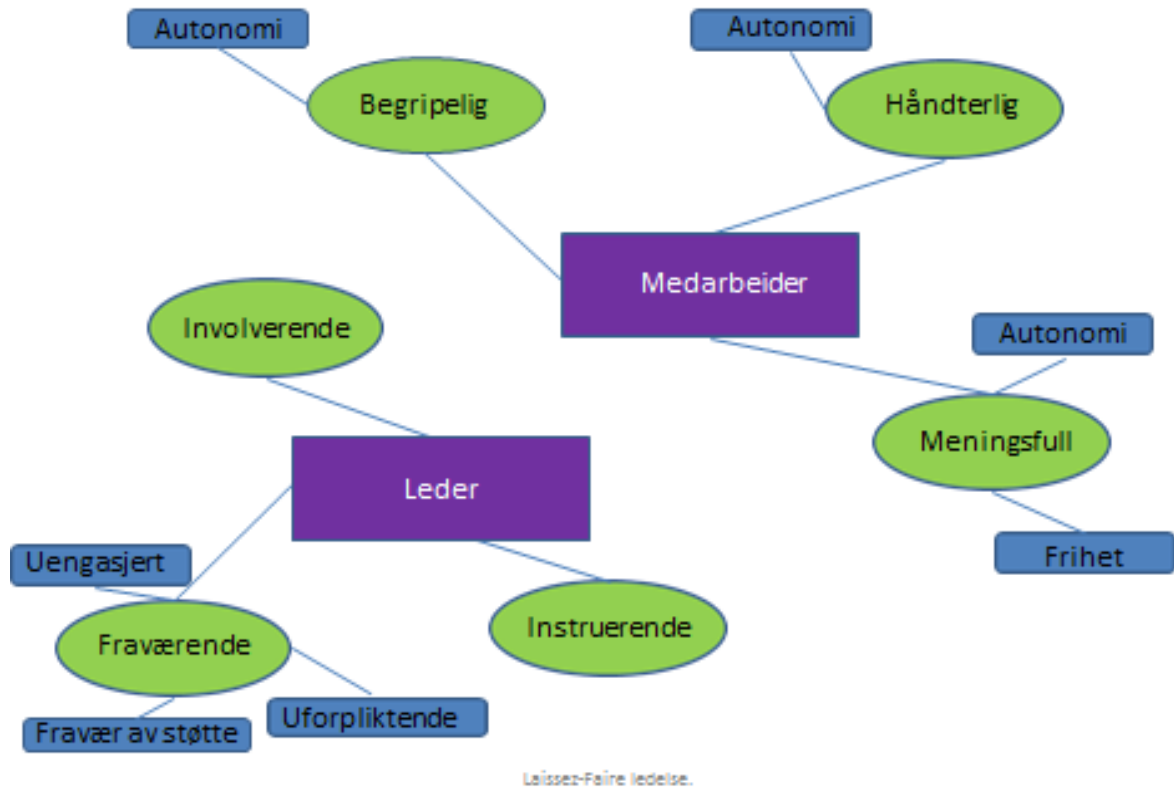 Autonomi
Autonomi
Begripelig
Håndterlig
Medarbeider
Involverende
Autonomi
Meningsfull
Leder
Uengasjert
Frihet
Fraværende
Instruerende
Uforpliktende
Fravær av støtte
Laissez-Faire ledelse.